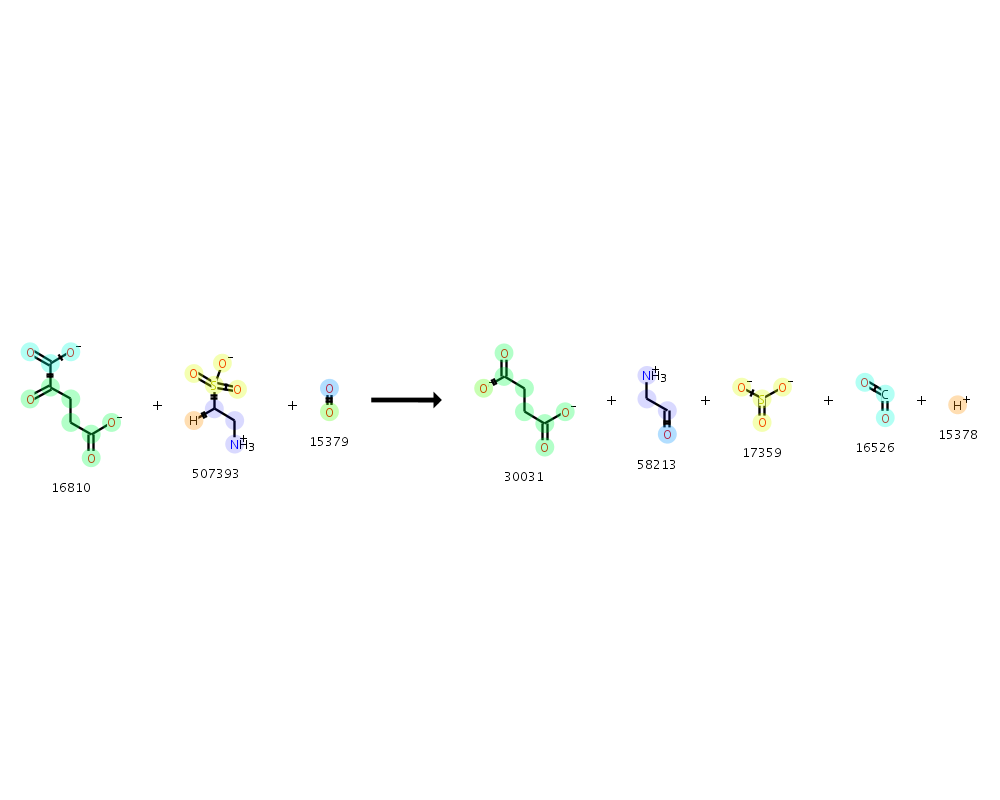 O O⁻ O O⁻ O
16810
+
O⁻ O S O H NH₃⁺
507393
+
O O
15379
O O O⁻ O
30031
+
NH₃⁺ O
58213
+
O⁻ S O⁻ O
17359
+
O C O
16526
+
H⁺
15378